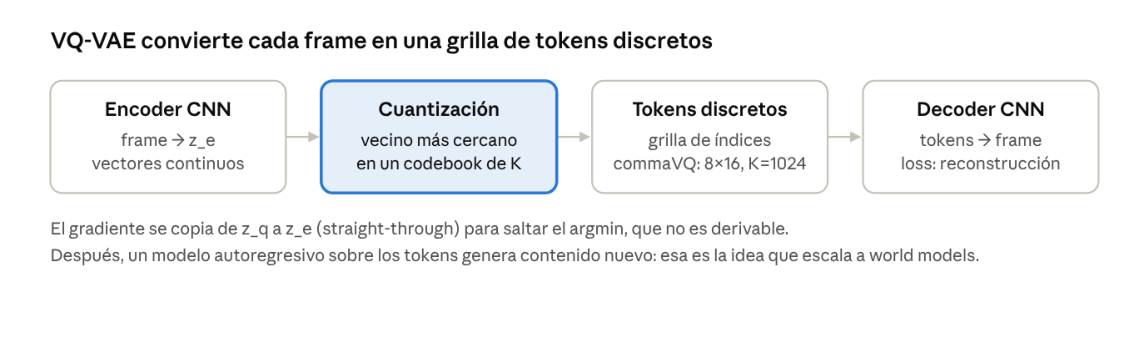 VQ-VAE convierte cada frame en una grilla de tokens discretos
Encoder CNN
frame → z_e
vectores continuos
Cuantización
vecino más cercano
en un codebook de K
Tokens discretos
grilla de índices
commaVQ: 8×16, K=1024
Decoder CNN
tokens → frame
loss: reconstrucción
El gradiente se copia de z_q a z_e (straight-through) para saltar el argmin, que no es derivable.
Después, un modelo autoregresivo sobre los tokens genera contenido nuevo: esa es la idea que escala a world models.